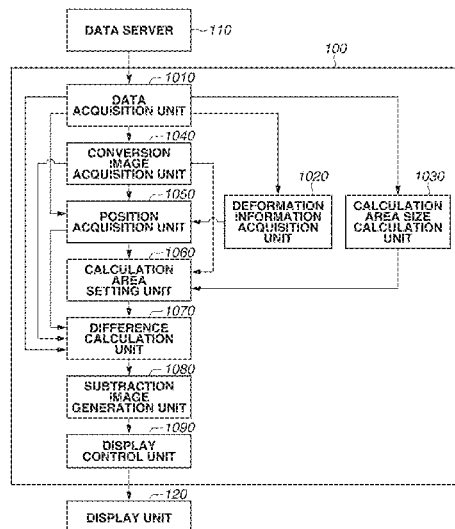 DATA SERVER
110
100
1010
DATA
ACQUISITION UNIT
1040
CONVERSION
IMAGE
ACQUISITION UNIT
1020
DEFORMATION
INFORMATION
ACQUISITION
UNIT
1030
CALCULATION
AREA SIZE
CALCULATION
UNIT
1050
POSITION
ACQUISITION UNIT
1060
CALCULATION
AREA
SETTING UNIT
1070
DIFFERENCE
CALCULATION
UNIT
1080
SUBTRACTION
IMAGE
GENERATION UNIT
1090
DISPLAY
CONTROL UNIT
120
DISPLAY UNIT